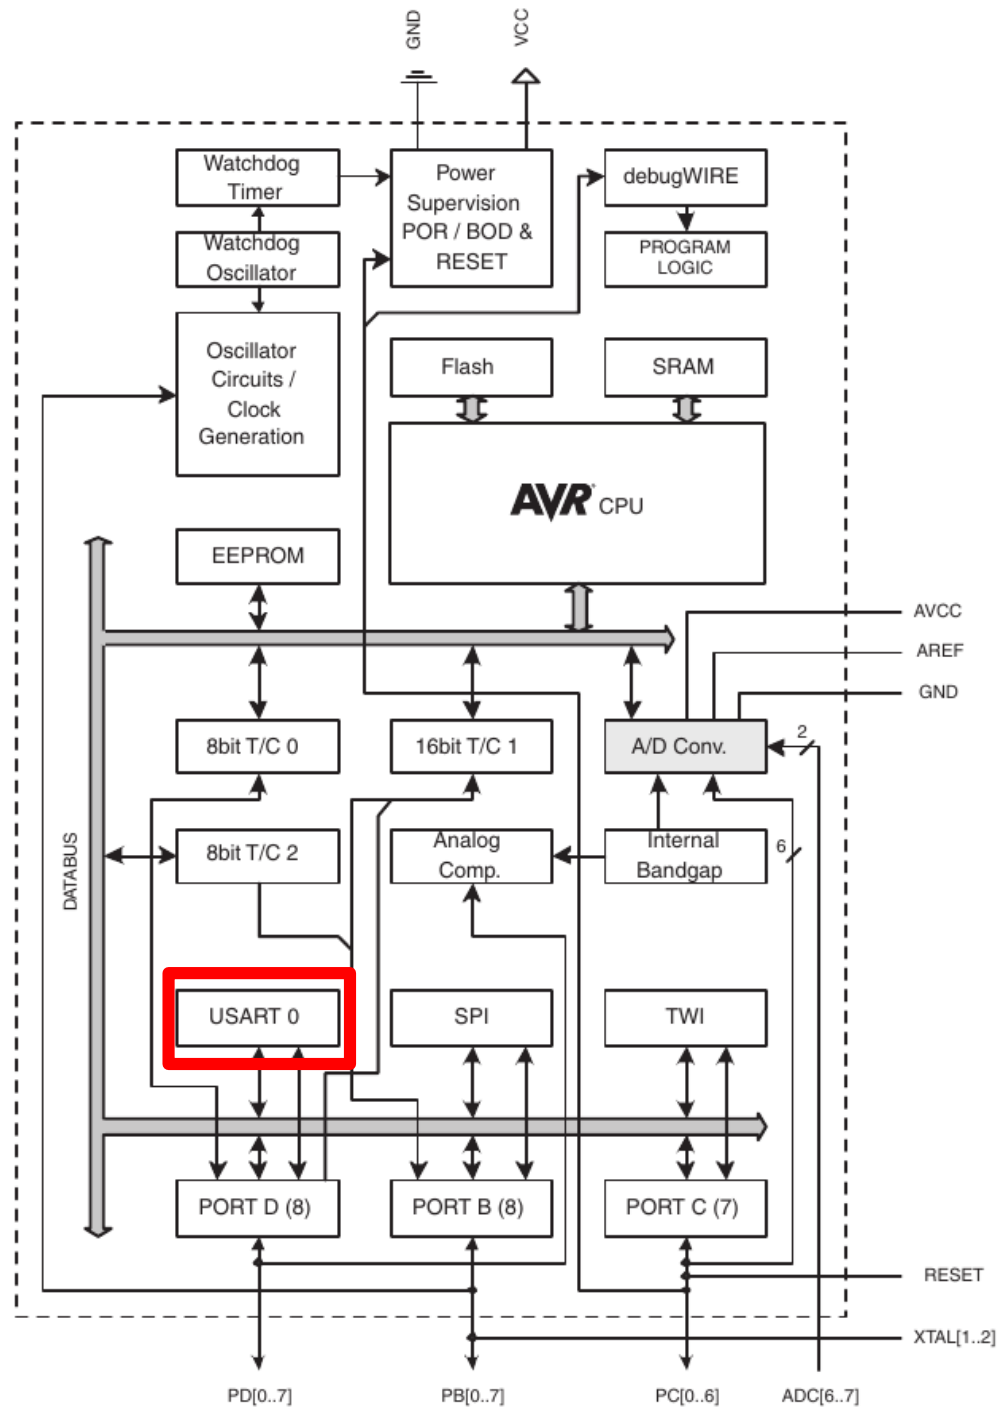 GND
VCC
Watchdog
Timer
Power
Supervision
POR / BOD &
RESET
debugWIRE
Watchdog
Oscillator
PROGRAM
LOGIC
Oscillator
Circuits /
Clock
Generation
Flash
SRAM
AVR CPU
EEPROM
AVCC
AREF
GND
8bit T/C 0
16bit T/C 1
A/D Conv.
2
DATABUS
8bit T/C 2
Analog
Comp.
Internal
Bandgap
6
USART 0
SPI
TWI
PORT D (8)
PORT B (8)
PORT C (7)
RESET
XTAL[1..2]
PD[0..7]
PB[0..7]
PC[0..6]
ADC[6..7]